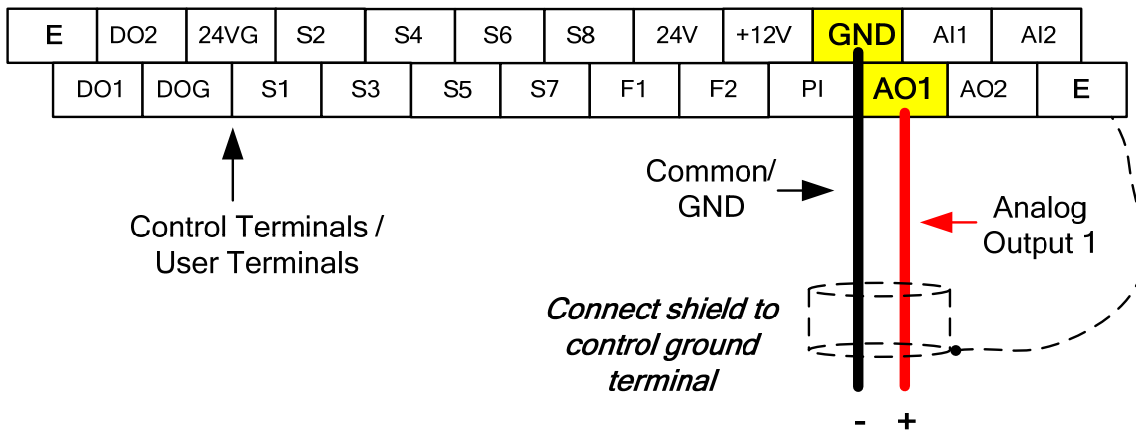 E DO2 24VG S2 S4 S6 S8 24V +12V GND AI1 AI2
DO1 DOG S1 S3 S5 S7 F1 F2 PI AO1 AO2 E
Control Terminals /
User Terminals
Common/
GND
Analog
Output 1
Connect shield to
control ground
terminal
- +